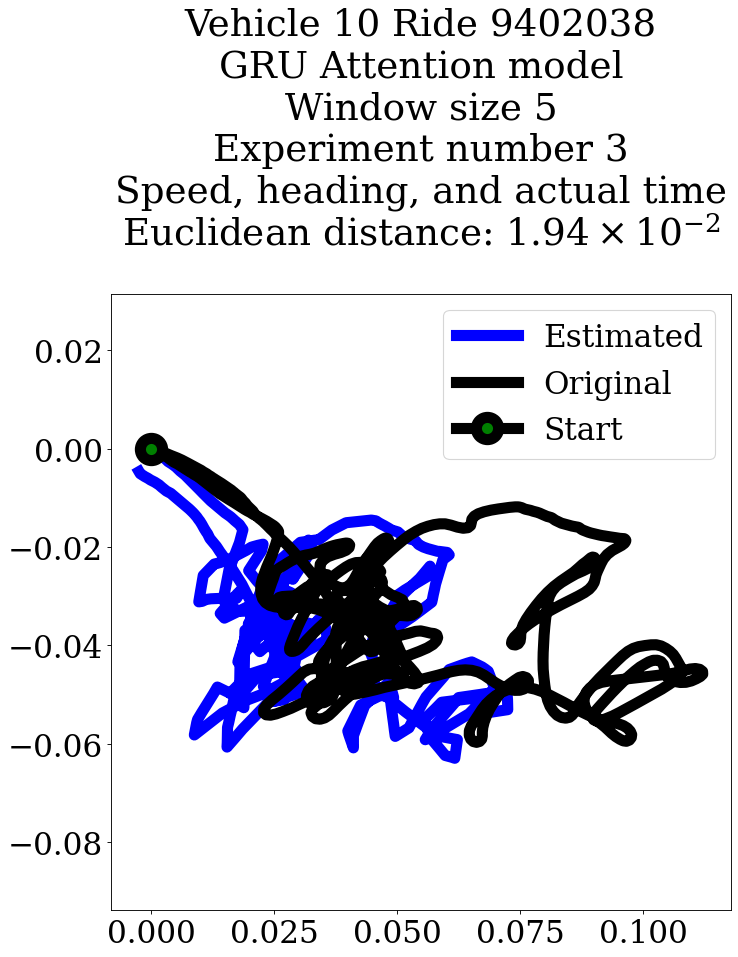 Vehicle 10 Ride 9402038
GRU Attention model
Window size 5
Experiment number 3
Speed, heading, and actual time
Euclidean distance: 1.94 × 10⁻²
Estimated
Original
Start
0.02
0.00
−0.02
−0.04
−0.06
−0.08
0.000 0.025 0.050 0.075 0.100